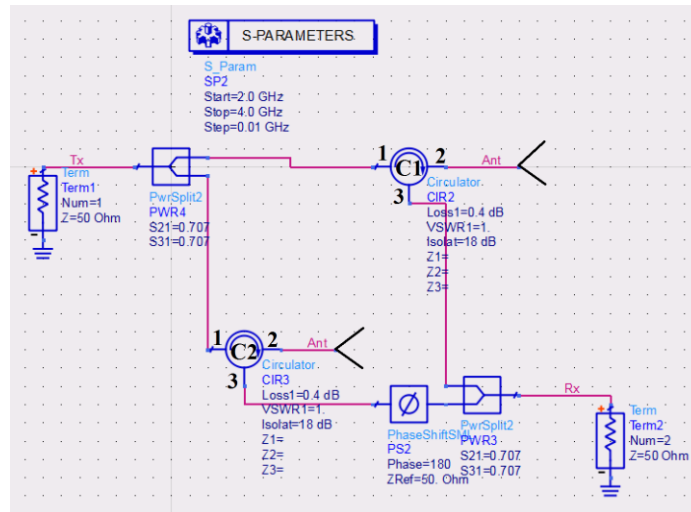 S-PARAMETERS
S_Param
SP2
Start=2.0 GHz
Stop=4.0 GHz
Step=0.01 GHz
Tx
+
Term
Term1
Num=1
Z=50 Ohm
-
PwrSplit2
PWR4
S21=0.707
S31=0.707
1
C1
2
Ant
3
Circulator
CIR2
Loss1=0.4 dB
VSWR1=1.
Isolat=18 dB
Z1=
Z2=
Z3=
1
C2
2
Ant
3
Circulator
CIR3
Loss1=0.4 dB
VSWR1=1.
Isolat=18 dB
Z1=
Z2=
Z3=
Ø
PhaseShiftSML
PS2
Phase=180
ZRef=50. Ohm
PwrSplit2
PWR3
S21=0.707
S31=0.707
Rx
+
Term
Term2
Num=2
Z=50 Ohm
-